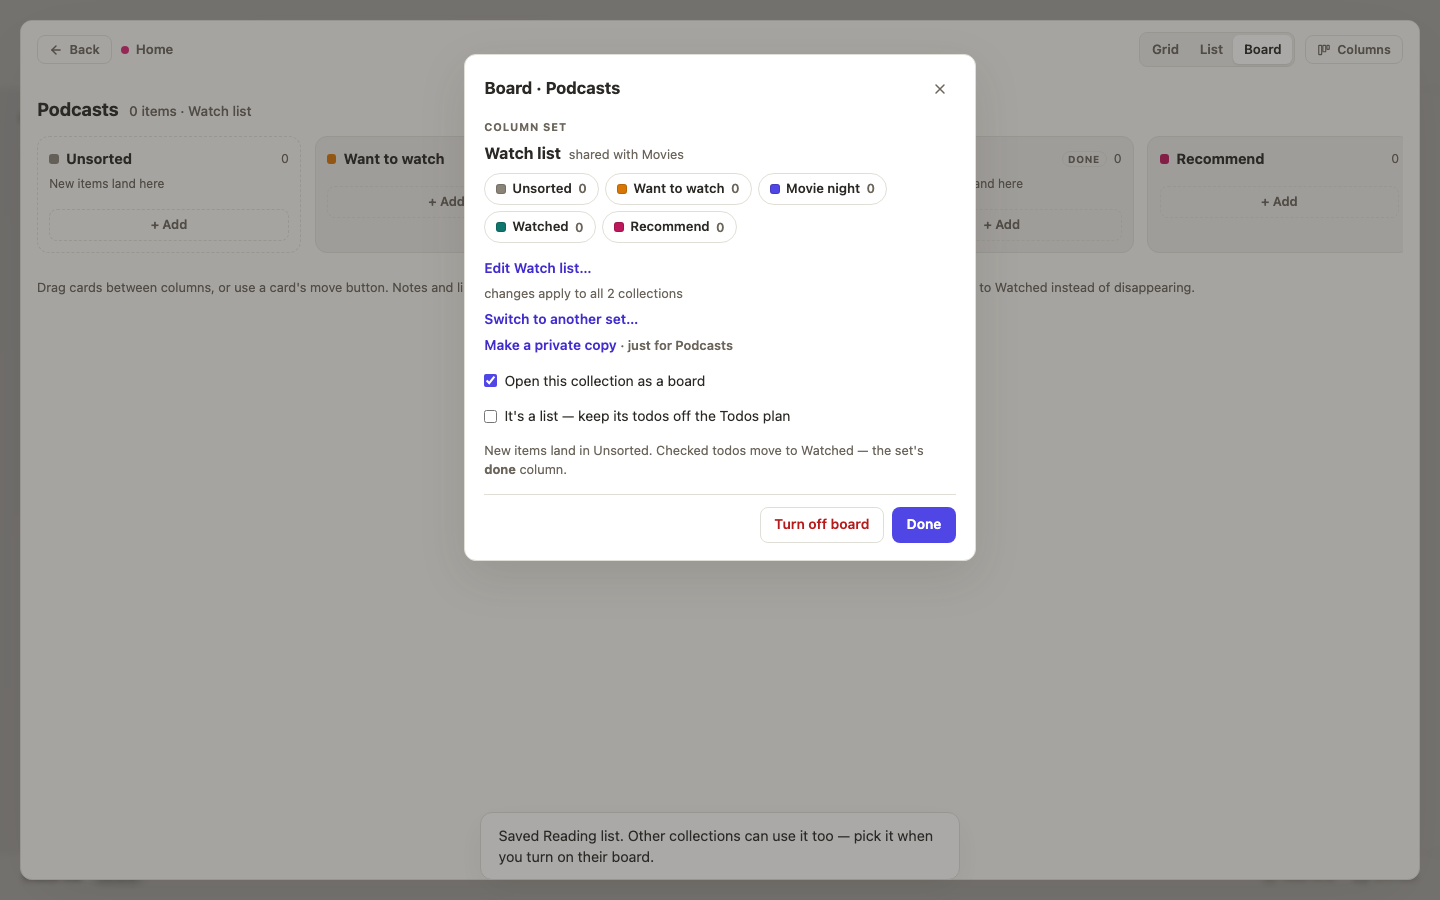 Back
Home
Grid
List
Board
Columns
Podcasts 0 items · Watch list
Unsorted 0
New items land here
+ Add
Want to watch
+ Add
DONE 0
and here
+ Add
Recommend 0
+ Add
Drag cards between columns, or use a card's move button. Notes and li
to Watched instead of disappearing.
Board · Podcasts
COLUMN SET
Watch list shared with Movies
Unsorted 0
Want to watch 0
Movie night 0
Watched 0
Recommend 0
Edit Watch list...
changes apply to all 2 collections
Switch to another set...
Make a private copy · just for Podcasts
Open this collection as a board
It's a list — keep its todos off the Todos plan
New items land in Unsorted. Checked todos move to Watched — the set's
done column.
Turn off board
Done
Saved Reading list. Other collections can use it too — pick it when
you turn on their board.